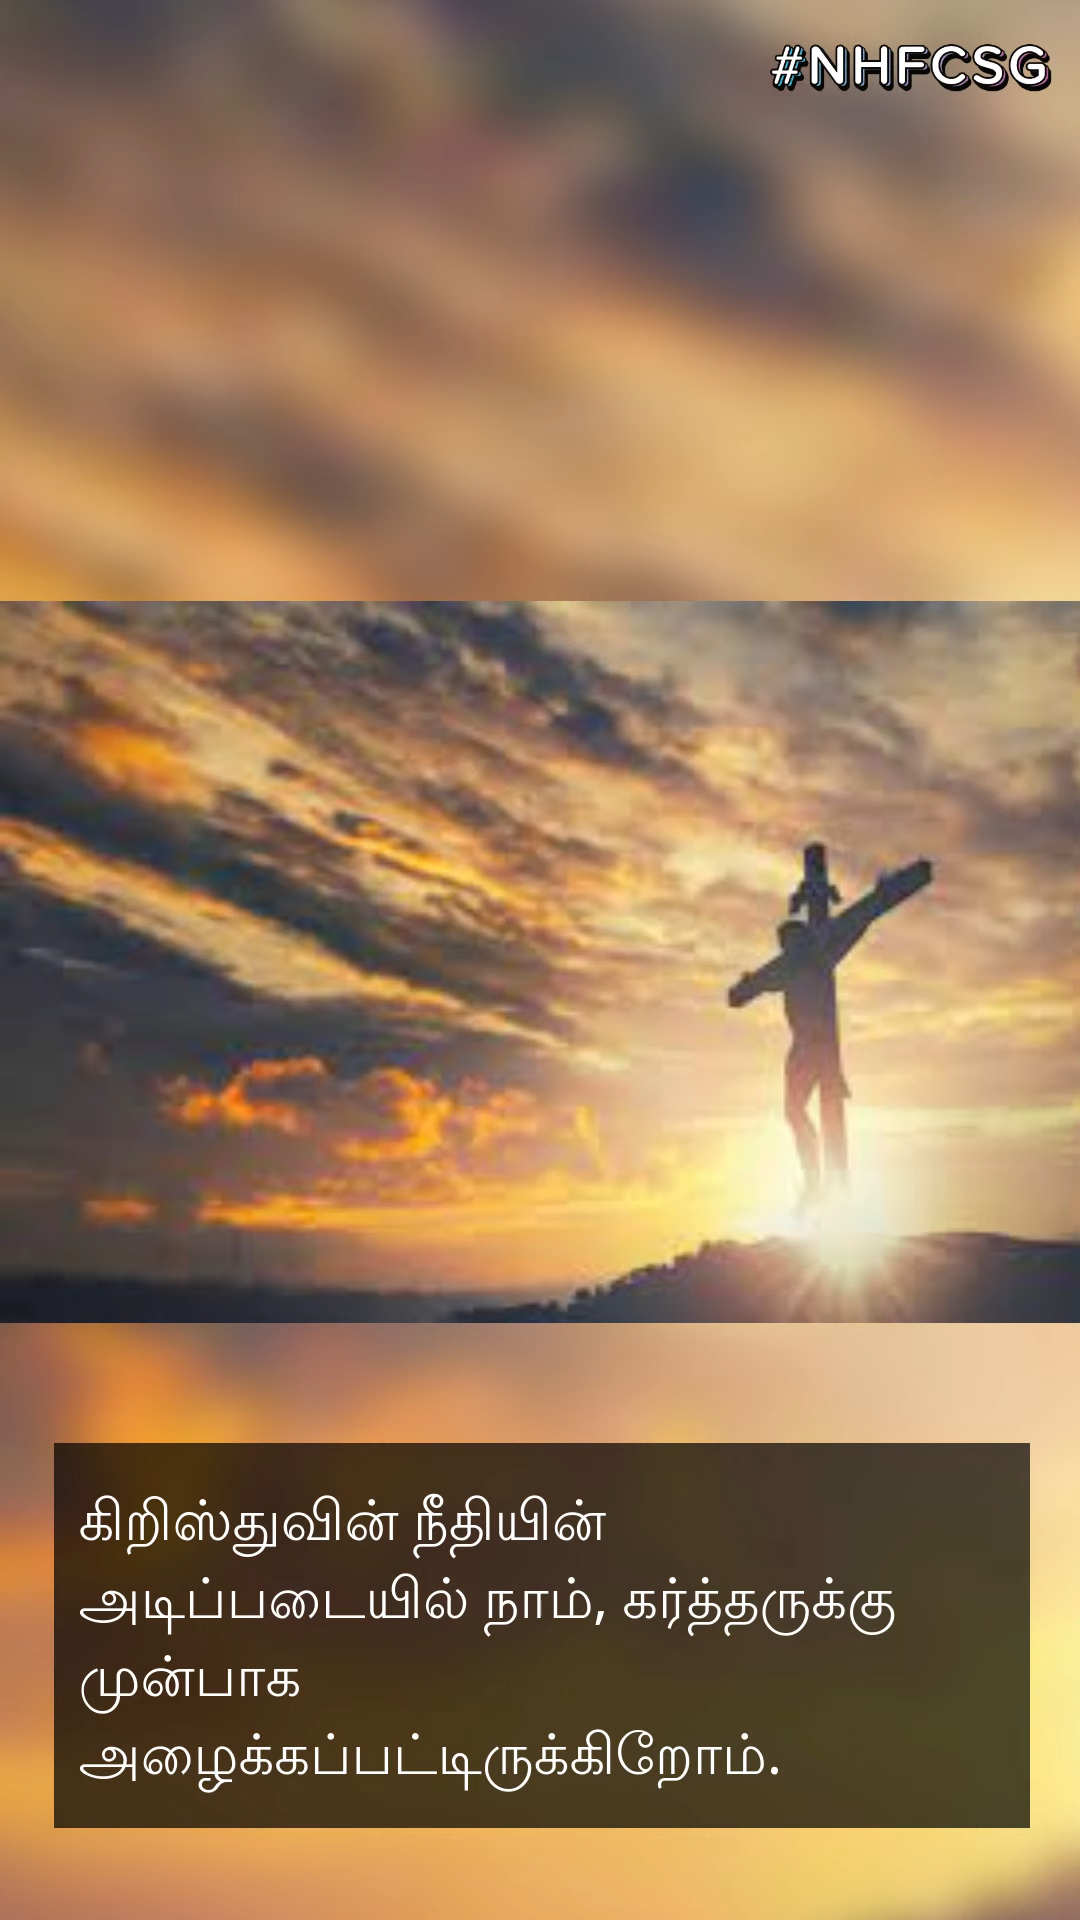 #NHFCSG
கிறிஸ்துவின் நீதியின்
அடிப்படையில் நாம், கர்த்தருக்கு
முன்பாக
அழைக்கப்பட்டிருக்கிறோம்.